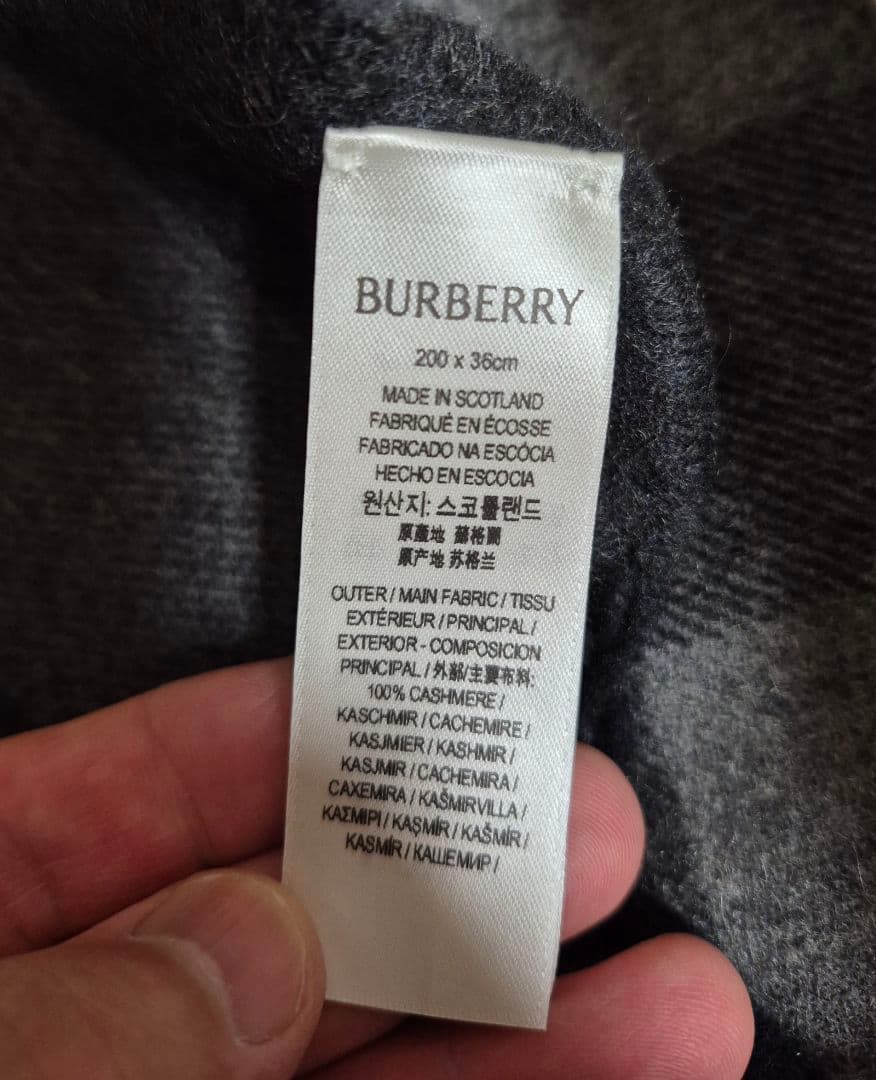 BURBERRY
200 x 36cm
MADE IN SCOTLAND
FABRIQUÉ EN ÉCOSSE
FABRICADO NA ESCÓCIA
HECHO EN ESCOCIA
원산지: 스코틀랜드
原產地 蘇格蘭
原产地 苏格兰
OUTER / MAIN FABRIC / TISSU
EXTÉRIEUR / PRINCIPAL /
EXTERIOR - COMPOSICION
PRINCIPAL / 外部/主要布料:
100% CASHMERE /
KASCHMIR / CACHEMIRE /
KASJMIER / KASHMIR /
KASJMIR / CACHEMIRA /
CAXEMIRA / KAŠMIRVILLA /
ΚΑΣΜΙΡΙ / KAŞMİR / KAŠMÍR /
KASMÍR / КАШЕМИР /